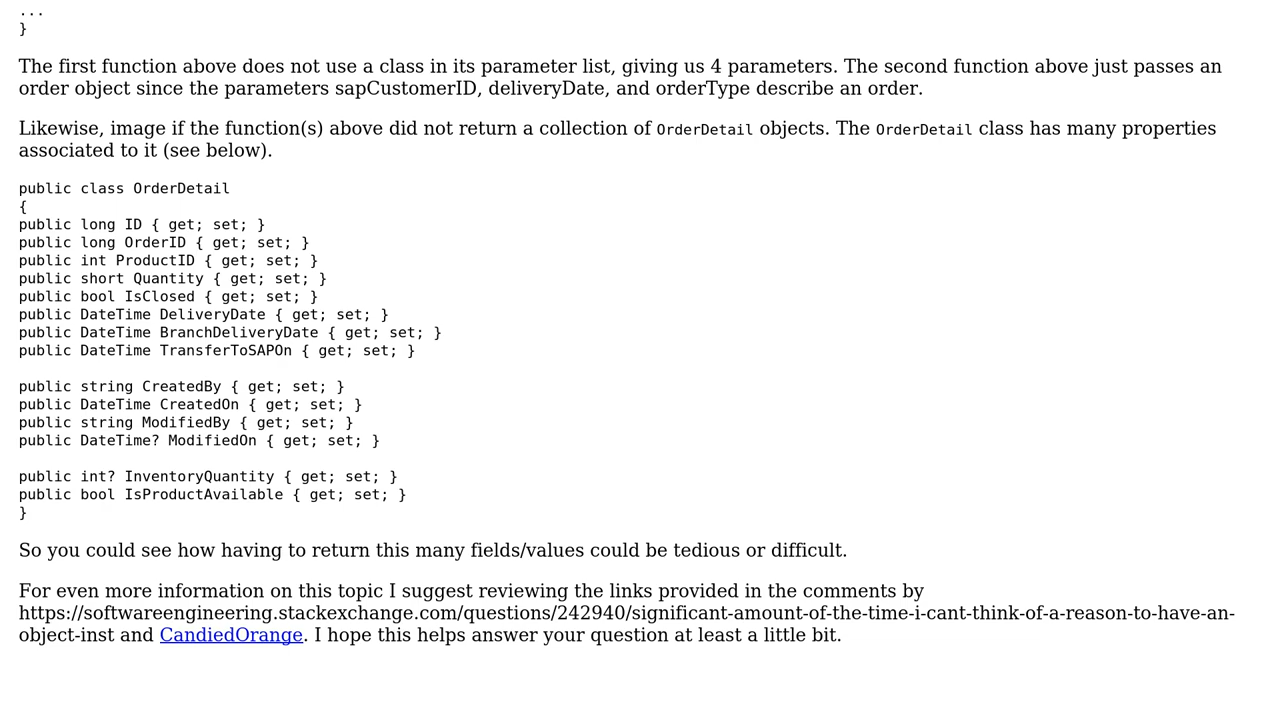 ...
}
The first function above does not use a class in its parameter list, giving us 4 parameters. The second function above just passes an
order object since the parameters sapCustomerID, deliveryDate, and orderType describe an order.
Likewise, image if the function(s) above did not return a collection of OrderDetail objects. The OrderDetail class has many properties
associated to it (see below).
public class OrderDetail
{
public long ID { get; set; }
public long OrderID { get; set; }
public int ProductID { get; set; }
public short Quantity { get; set; }
public bool IsClosed { get; set; }
public DateTime DeliveryDate { get; set; }
public DateTime BranchDeliveryDate { get; set; }
public DateTime TransferToSAPOn { get; set; }
public string CreatedBy { get; set; }
public DateTime CreatedOn { get; set; }
public string ModifiedBy { get; set; }
public DateTime? ModifiedOn { get; set; }
public int? InventoryQuantity { get; set; }
public bool IsProductAvailable { get; set; }
}
So you could see how having to return this many fields/values could be tedious or difficult.
For even more information on this topic I suggest reviewing the links provided in the comments by
https://softwareengineering.stackexchange.com/questions/242940/significant-amount-of-the-time-i-cant-think-of-a-reason-to-have-an-
object-inst and CandiedOrange. I hope this helps answer your question at least a little bit.